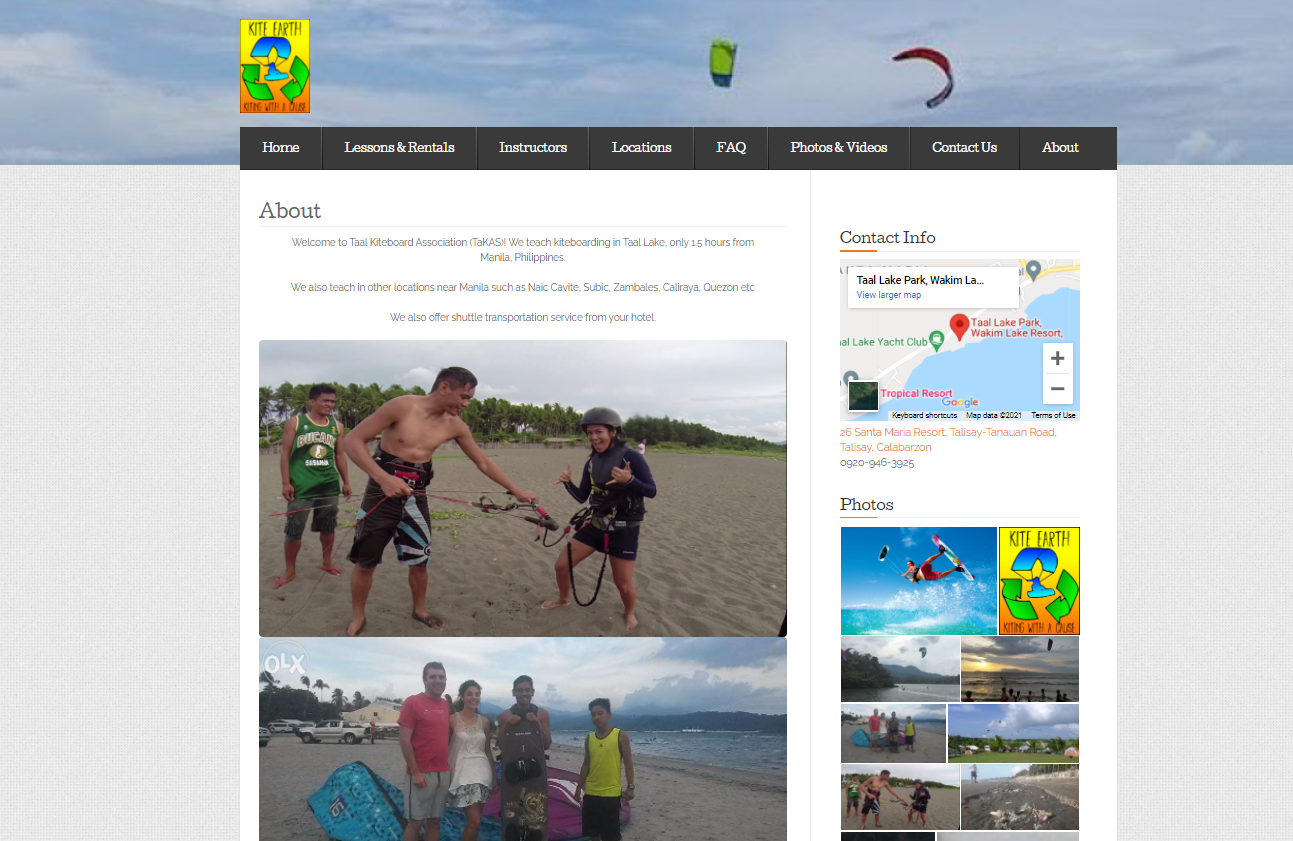 KITE EARTH
KITING WITH A CAUSE
Home Lessons & Rentals Instructors Locations FAQ Photos & Videos Contact Us About
About
Welcome to Taal Kiteboard Association (TaKAS)! We teach kiteboarding in Taal Lake, only 1.5 hours from
Manila, Philippines.
We also teach in other locations near Manila such as Naic Cavite, Subic, Zambales, Caliraya, Quezon etc
We also offer shuttle transportation service from your hotel.
OLX
Contact Info
Taal Lake Park, Wakim La...
View larger map
Taal Lake Park,
Wakim Lake Resort,
al Lake Yacht Club
Tropical Resort
Google
Keyboard shortcuts Map data ©2021 Terms of Use
26 Santa Maria Resort, Talisay-Tanauan Road,
Talisay, Calabarzon
0920-946-3925
Photos
KITE EARTH
KITING WITH A CAUSE